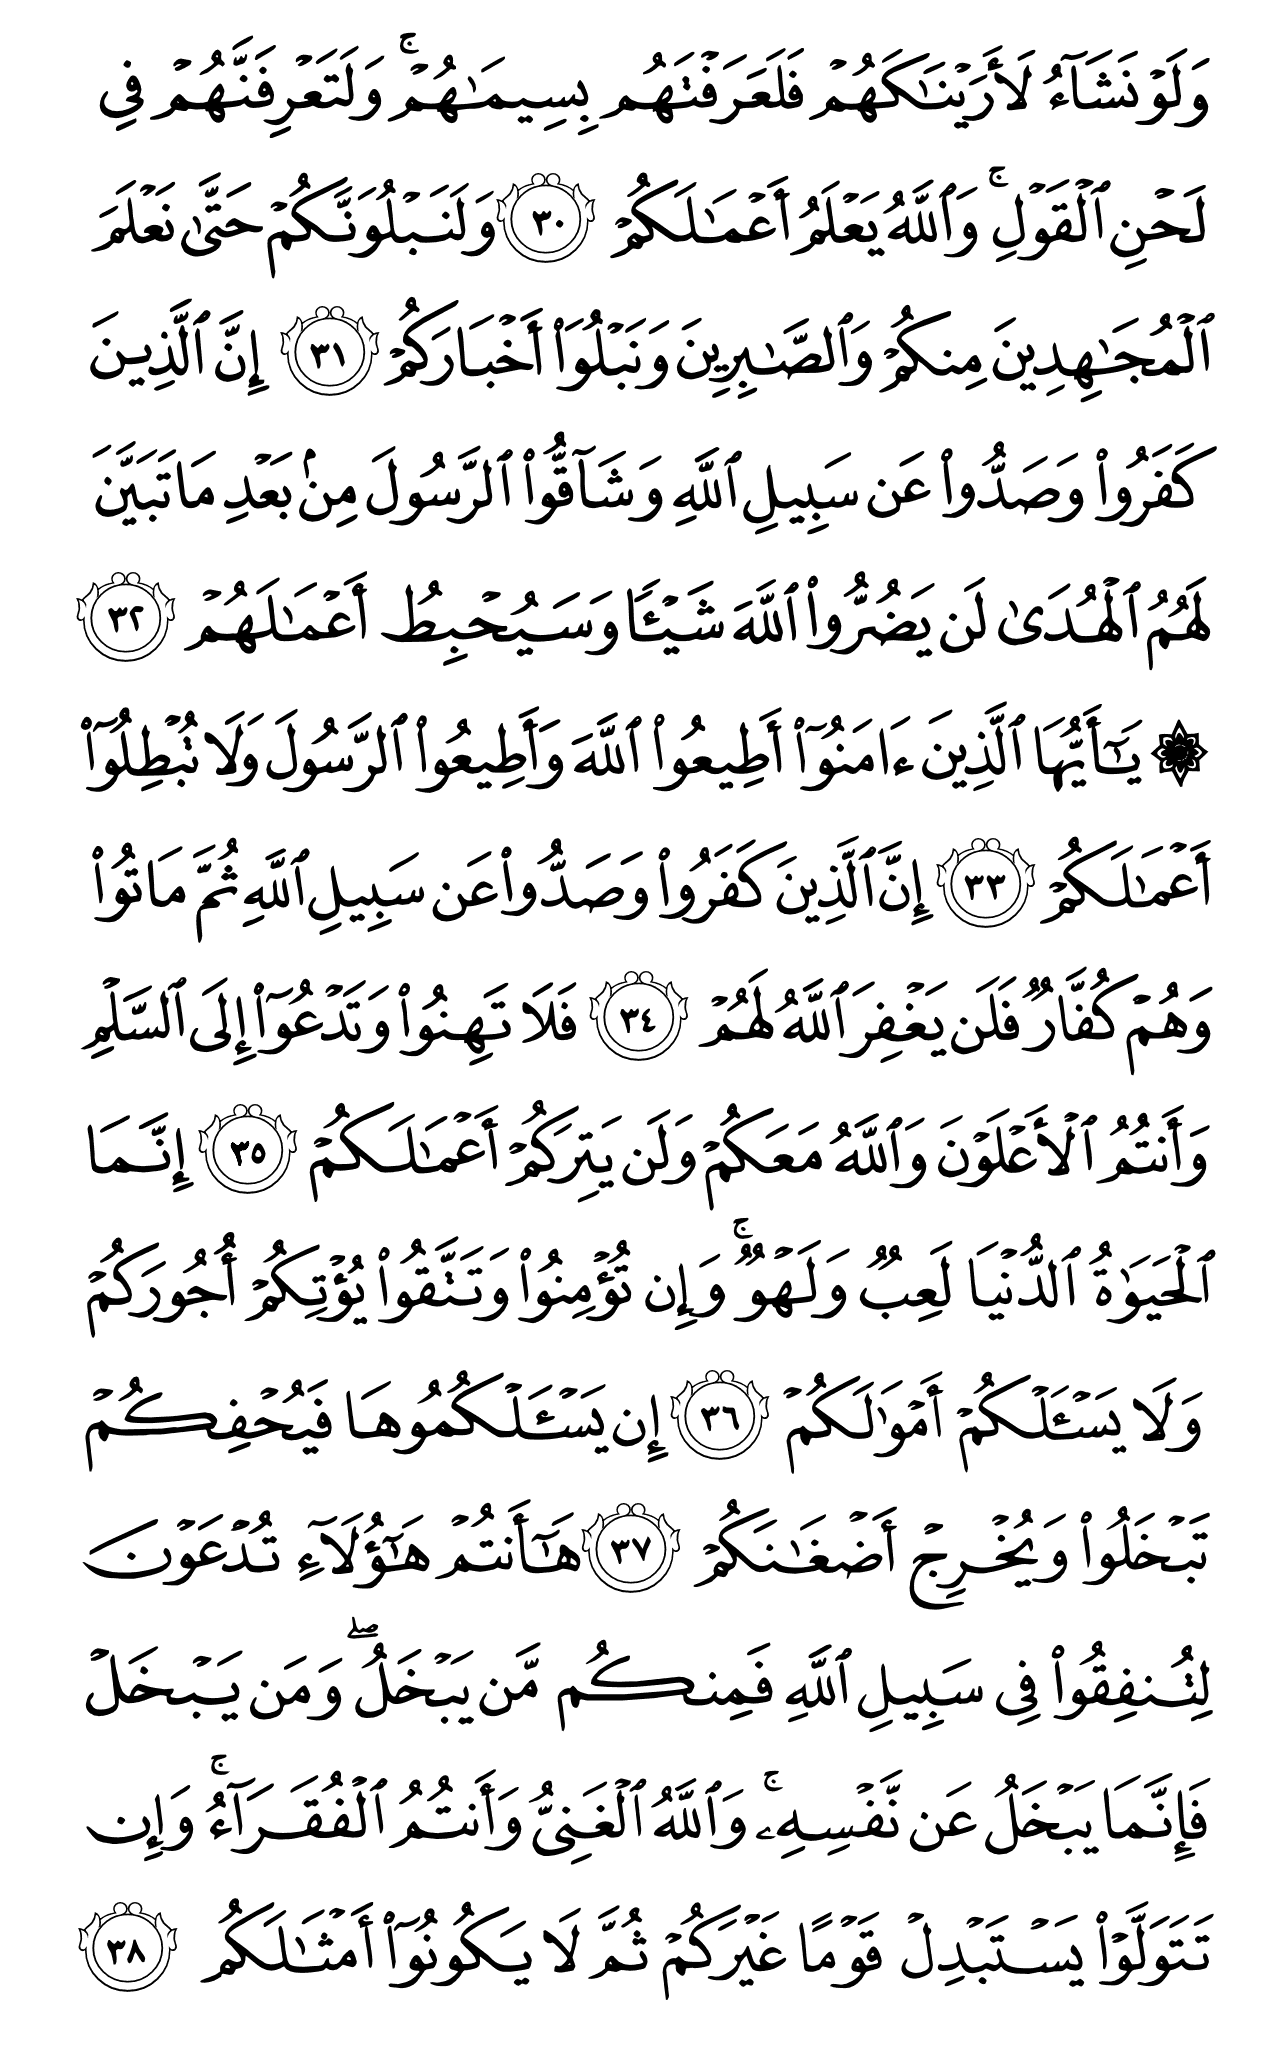 وَلَوْ نَشَآءُ لَأَرَيْنَٰكَهُمْ فَلَعَرَفْتَهُم بِسِيمَٰهُمْ ۚ وَلَتَعْرِفَنَّهُمْ فِى
لَحْنِ ٱلْقَوْلِ ۚ وَٱللَّهُ يَعْلَمُ أَعْمَٰلَكُمْ ٣٠ وَلَنَبْلُوَنَّكُمْ حَتَّىٰ نَعْلَمَ
ٱلْمُجَٰهِدِينَ مِنكُمْ وَٱلصَّٰبِرِينَ وَنَبْلُوَا۟ أَخْبَارَكُمْ ٣١ إِنَّ ٱلَّذِينَ
كَفَرُوا۟ وَصَدُّوا۟ عَن سَبِيلِ ٱللَّهِ وَشَآقُّوا۟ ٱلرَّسُولَ مِنۢ بَعْدِ مَا تَبَيَّنَ
لَهُمُ ٱلْهُدَىٰ لَن يَضُرُّوا۟ ٱللَّهَ شَيْـًٔا وَسَيُحْبِطُ أَعْمَٰلَهُمْ ٣٢
۞ يَٰٓأَيُّهَا ٱلَّذِينَ ءَامَنُوٓا۟ أَطِيعُوا۟ ٱللَّهَ وَأَطِيعُوا۟ ٱلرَّسُولَ وَلَا تُبْطِلُوٓا۟
أَعْمَٰلَكُمْ ٣٣ إِنَّ ٱلَّذِينَ كَفَرُوا۟ وَصَدُّوا۟ عَن سَبِيلِ ٱللَّهِ ثُمَّ مَاتُوا۟
وَهُمْ كُفَّارٌ فَلَن يَغْفِرَ ٱللَّهُ لَهُمْ ٣٤ فَلَا تَهِنُوا۟ وَتَدْعُوٓا۟ إِلَى ٱلسَّلْمِ
وَأَنتُمُ ٱلْأَعْلَوْنَ وَٱللَّهُ مَعَكُمْ وَلَن يَتِرَكُمْ أَعْمَٰلَكُمْ ٣٥ إِنَّمَا
ٱلْحَيَوٰةُ ٱلدُّنْيَا لَعِبٌ وَلَهْوٌ ۚ وَإِن تُؤْمِنُوا۟ وَتَتَّقُوا۟ يُؤْتِكُمْ أُجُورَكُمْ
وَلَا يَسْـَٔلْكُمْ أَمْوَٰلَكُمْ ٣٦ إِن يَسْـَٔلْكُمُوهَا فَيُحْفِكُمْ
تَبْخَلُوا۟ وَيُخْرِجْ أَضْغَٰنَكُمْ ٣٧ هَٰٓأَنتُمْ هَٰٓؤُلَآءِ تُدْعَوْنَ
لِتُنفِقُوا۟ فِى سَبِيلِ ٱللَّهِ فَمِنكُم مَّن يَبْخَلُ ۖ وَمَن يَبْخَلْ
فَإِنَّمَا يَبْخَلُ عَن نَّفْسِهِۦ ۚ وَٱللَّهُ ٱلْغَنِىُّ وَأَنتُمُ ٱلْفُقَرَآءُ ۚ وَإِن
تَتَوَلَّوْا۟ يَسْتَبْدِلْ قَوْمًا غَيْرَكُمْ ثُمَّ لَا يَكُونُوٓا۟ أَمْثَٰلَكُم ٣٨